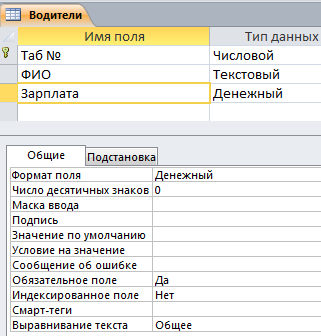 Водители
Имя поля Тип данных
Таб № Числовой
ФИО Текстовый
Зарплата Денежный
Общие Подстановка
Формат поля Денежный
Число десятичных знаков 0
Маска ввода
Подпись
Значение по умолчанию
Условие на значение
Сообщение об ошибке
Обязательное поле Да
Индексированное поле Нет
Смарт-теги
Выравнивание текста Общее